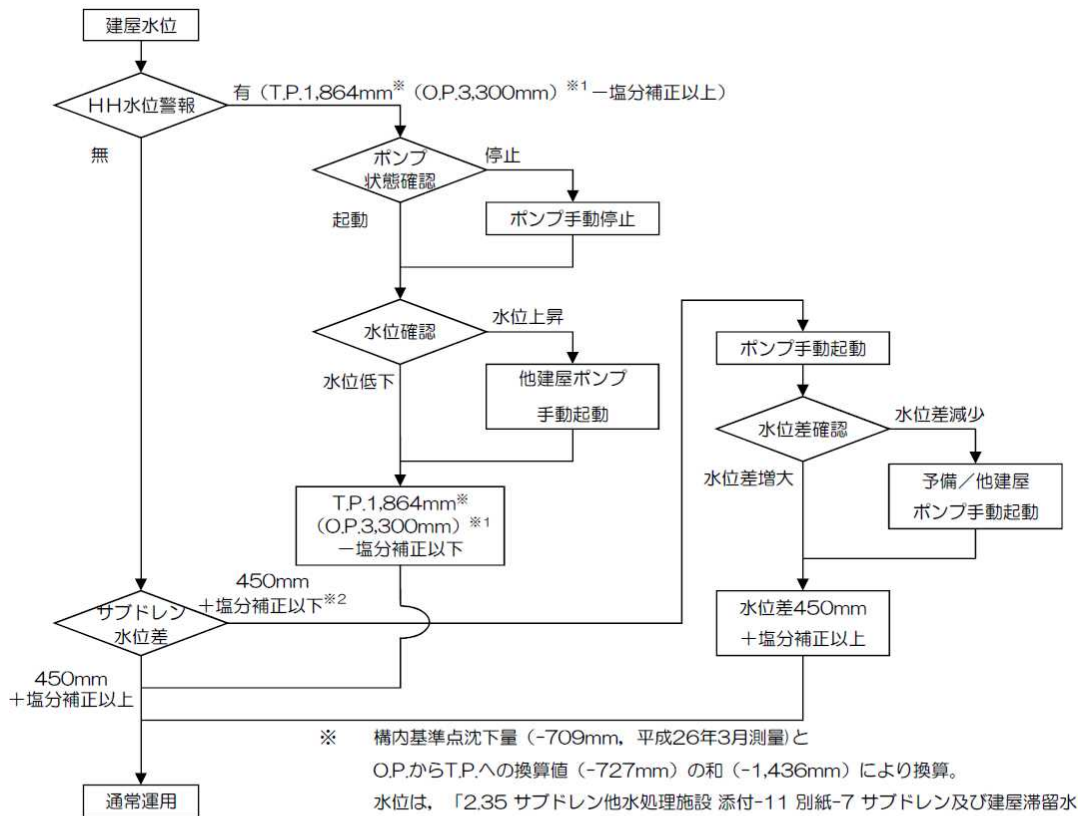 建屋水位
HH水位警報
有(T.P.1,864mm※(O.P.3,300mm)※1-塩分補正以上)
無
ポンプ
状態確認
停止
ポンプ手動停止
起動
水位確認
水位上昇
水位低下
他建屋ポンプ
手動起動
T.P.1,864mm※
(O.P.3,300mm)※1
-塩分補正以下
ポンプ手動起動
水位差確認
水位差減少
水位差増大
予備/他建屋
ポンプ手動起動
水位差450mm
+塩分補正以上
サブドレン
水位差
450mm
+塩分補正以下※2
450mm
+塩分補正以上
通常運用
※ 構内基準点沈下量(-709mm, 平成26年3月測量)と
O.P.からT.P.への換算値(-727mm)の和(-1,436mm)により換算。
水位は, 「2.35 サブドレン他水処理施設 添付-11 別紙-7 サブドレン及び建屋滞留水